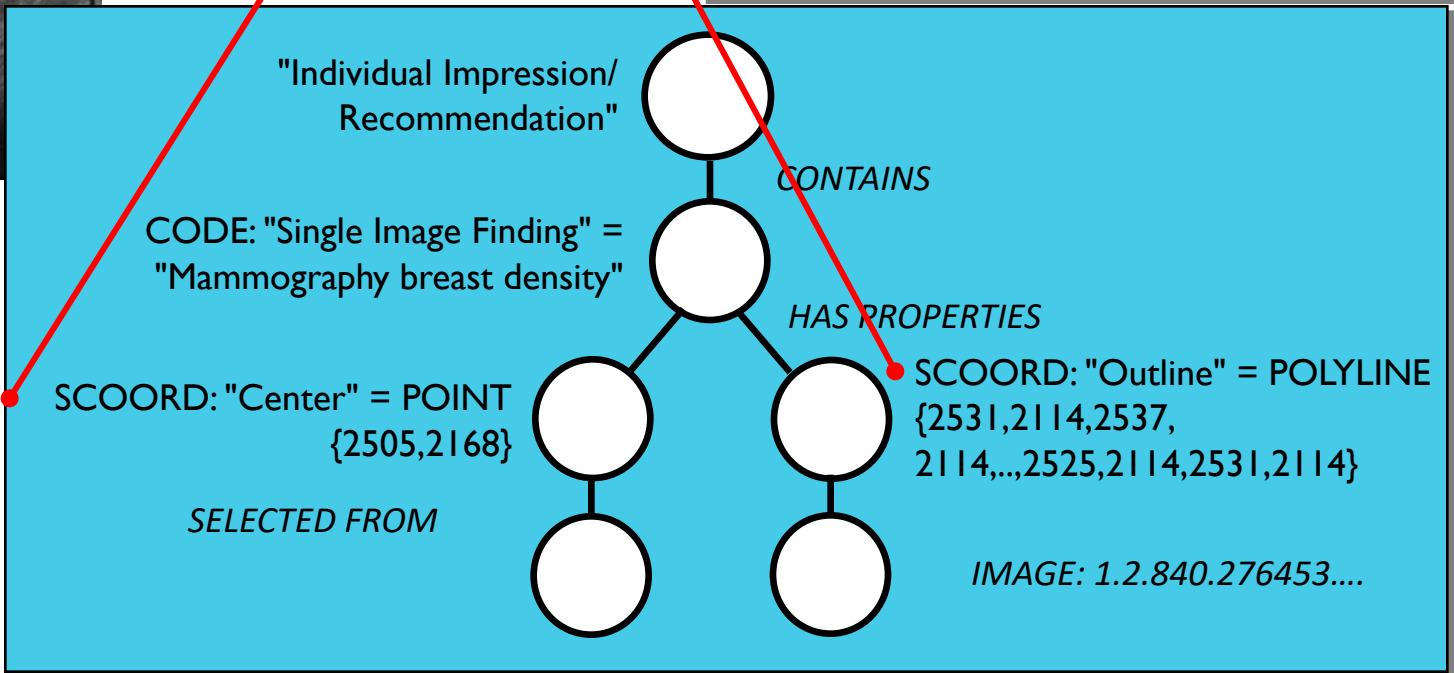 "Individual Impression/
Recommendation"
CONTAINS
CODE: "Single Image Finding" =
"Mammography breast density"
HAS PROPERTIES
SCOORD: "Center" = POINT
{2505,2168}
SCOORD: "Outline" = POLYLINE
{2531,2114,2537,
2114,..,2525,2114,2531,2114}
SELECTED FROM
IMAGE: 1.2.840.276453....